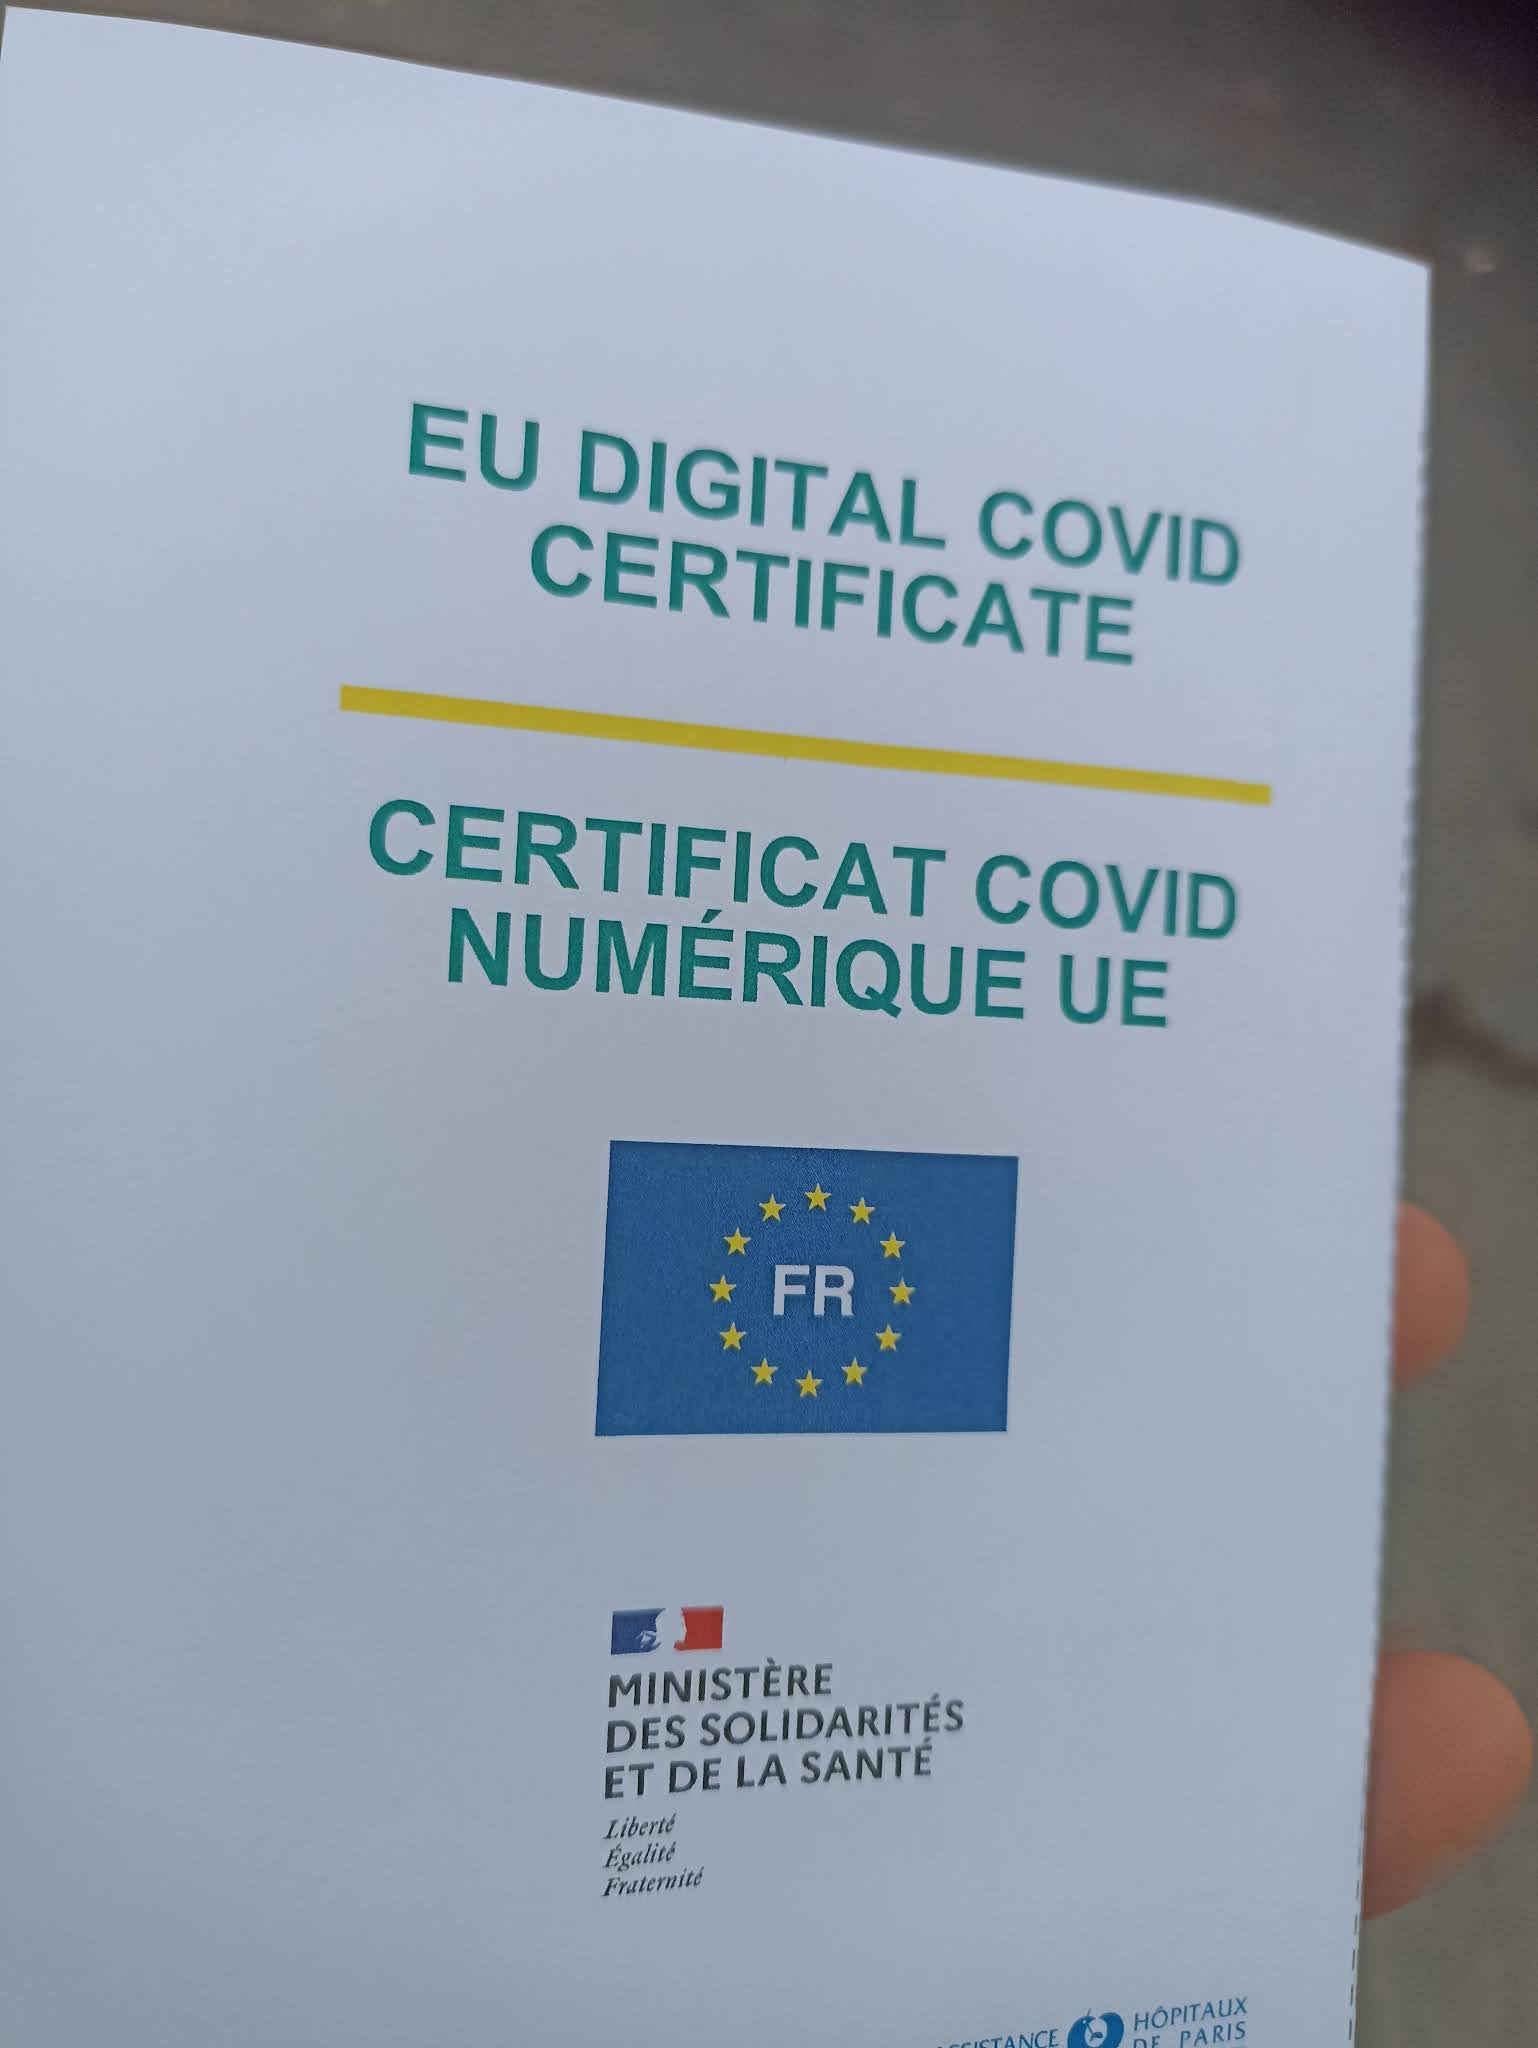 EU DIGITAL COVID
CERTIFICATE
CERTIFICAT COVID
NUMÉRIQUE UE
FR
MINISTÈRE
DES SOLIDARITÉS
ET DE LA SANTÉ
Liberté
Égalité
Fraternité
HÔPITAUX
DE PARIS